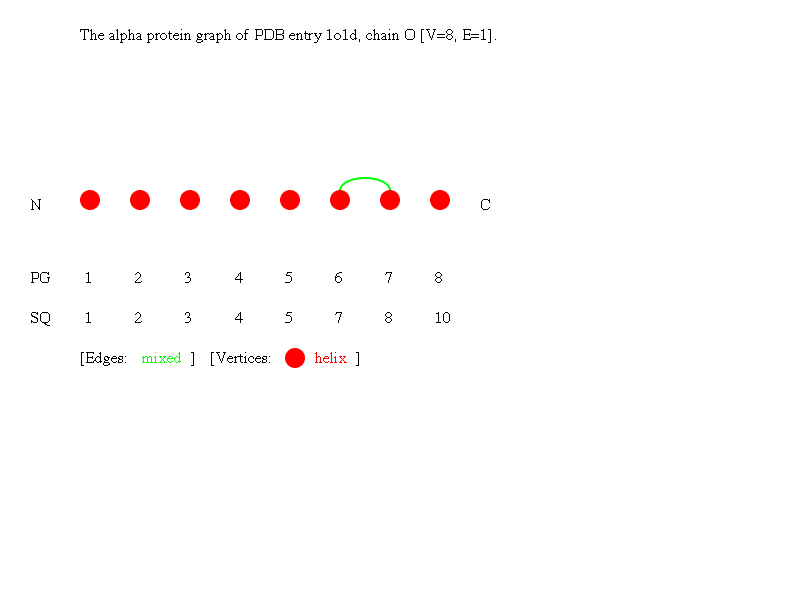 The alpha protein graph of PDB entry 1o1d, chain O [V=8, E=1].
N C
PG 1 2 3 4 5 6 7 8
SQ 1 2 3 4 5 7 8 10
[Edges: mixed ] [Vertices: helix ]